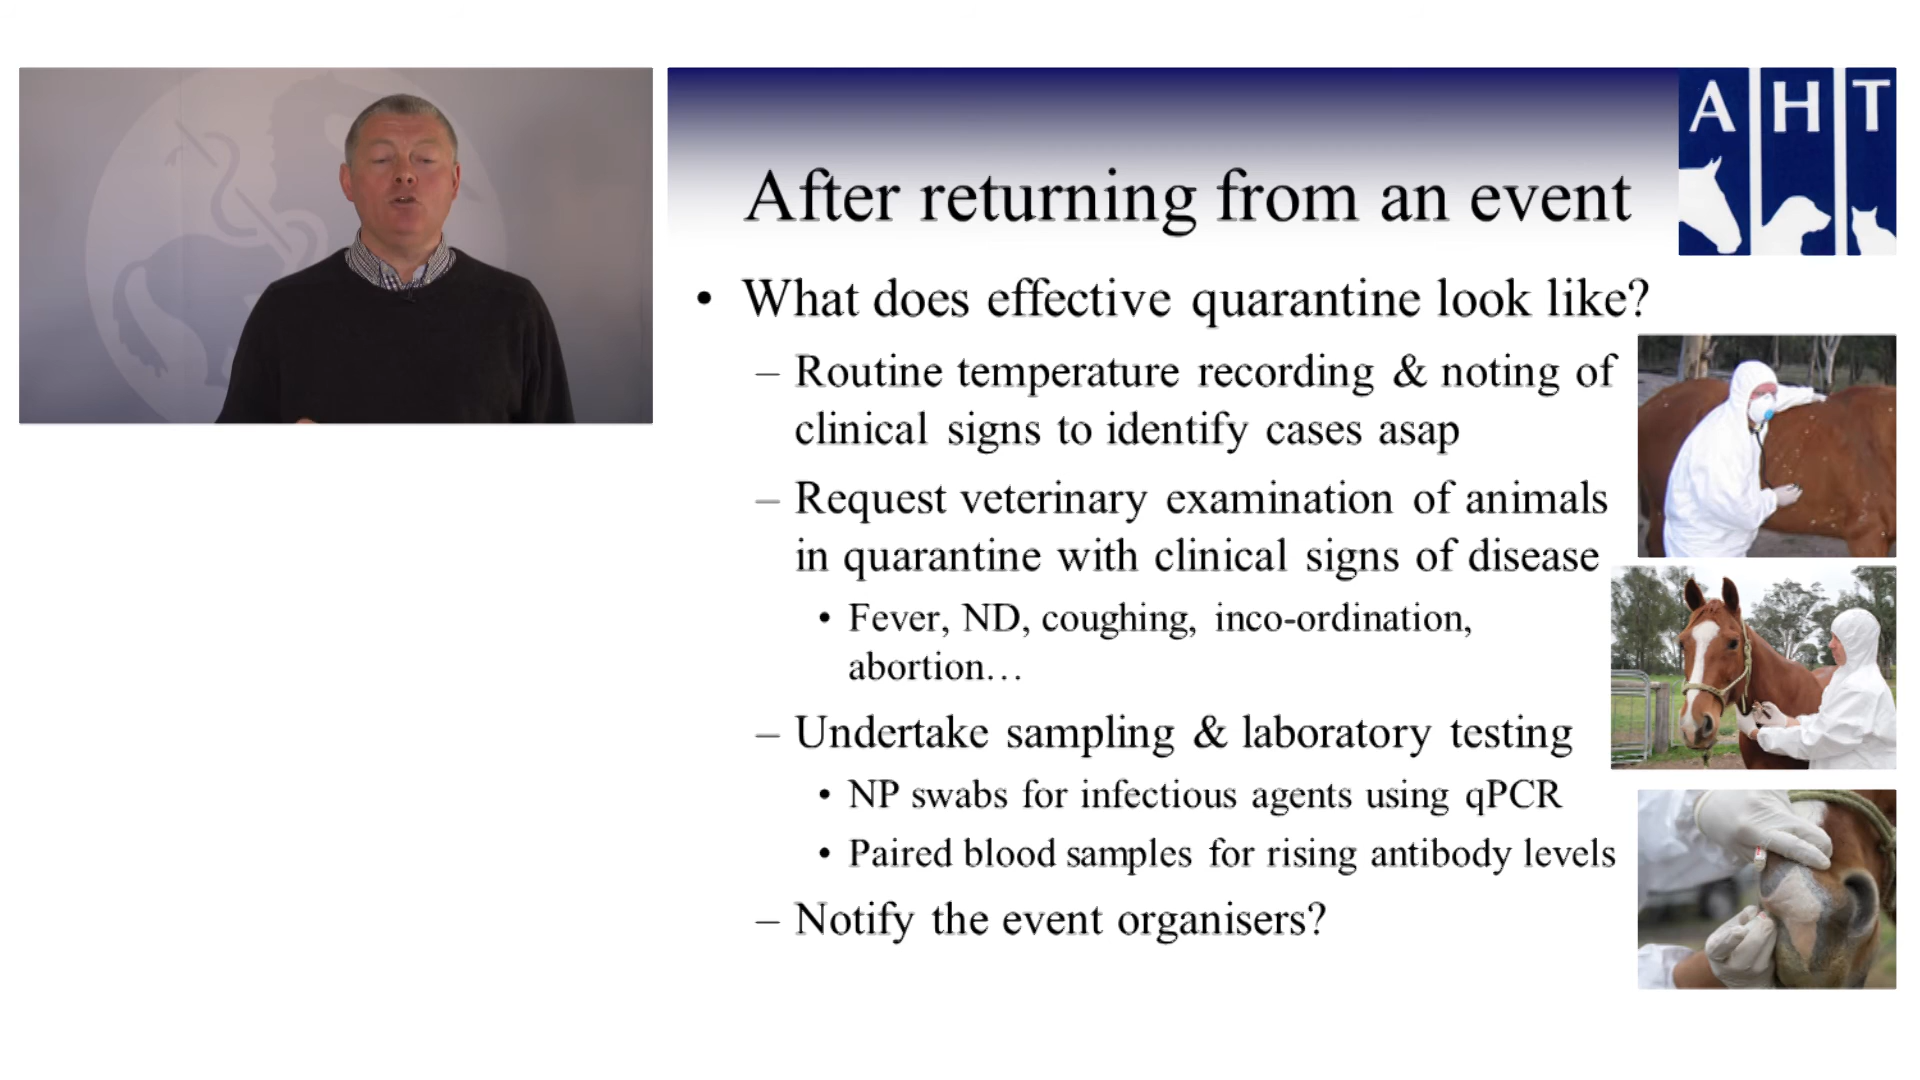 A H T
After returning from an event
• What does effective quarantine look like?
– Routine temperature recording & noting of
clinical signs to identify cases asap
– Request veterinary examination of animals
in quarantine with clinical signs of disease
• Fever, ND, coughing, inco-ordination,
abortion…
– Undertake sampling & laboratory testing
• NP swabs for infectious agents using qPCR
• Paired blood samples for rising antibody levels
– Notify the event organisers?